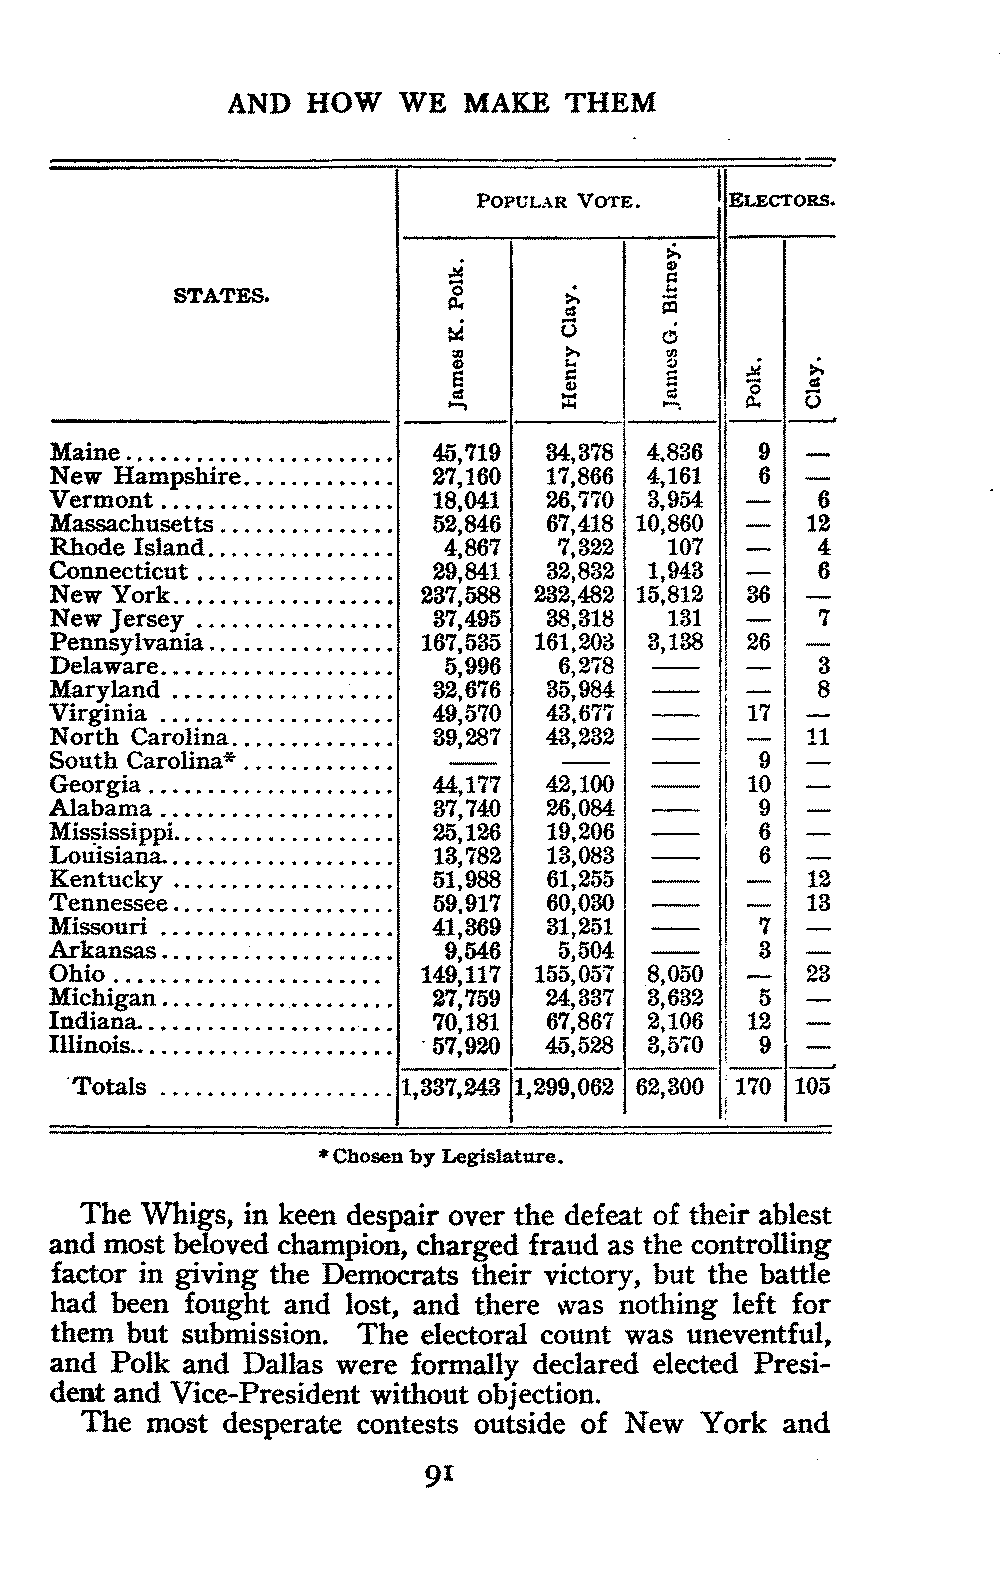 AND HOW WE MAKE THEM
STATES. POPULAR VOTE. ELECTORS.
James K. Polk. Henry Clay. James G. Birney. Polk. Clay.
Maine....................... 45,719 34,378 4.836 9 —
New Hampshire............. 27,160 17,866 4,161 6 —
Vermont .................... 18,041 26,770 3,954 — 6
Massachusetts ............... 52,846 67,418 10,860 — 12
Rhode Island................ 4,867 7,322 107 — 4
Connecticut ................. 29,841 32,832 1,943 — 6
New York................... 237,588 232,482 15,812 36 —
New Jersey ................. 37,495 38,318 131 — 7
Pennsylvania................ 167,535 161,203 3,138 26 —
Delaware.................... 5,996 6,278 — — 3
Maryland ................... 32,676 35,984 — — 8
Virginia .................... 49,570 43,677 — 17 —
North Carolina.............. 39,287 43,232 — — 11
South Carolina* ............. — — — 9 —
Georgia ..................... 44,177 42,100 — 10 —
Alabama .................... 37,740 26,084 — 9 —
Mississippi................... 25,126 19,206 — 6 —
Louisiana.................... 13,782 13,083 — 6 —
Kentucky ................... 51,988 61,255 — — 12
Tennessee................... 59,917 60,030 — — 13
Missouri .................... 41,369 31,251 — 7 —
Arkansas.................... 9,546 5,504 — 3 —
Ohio ....................... 149,117 155,057 8,050 — 23
Michigan.................... 27,759 24,337 3,632 5 —
Indiana...................... 70,181 67,867 2,106 12 —
Illinois....................... 57,920 45,528 3,570 9 —
Totals .................... 1,337,243 1,299,062 62,300 170 105
* Chosen by Legislature.
The Whigs, in keen despair over the defeat of their ablest
and most beloved champion, charged fraud as the controlling
factor in giving the Democrats their victory, but the battle
had been fought and lost, and there was nothing left for
them but submission. The electoral count was uneventful,
and Polk and Dallas were formally declared elected Presi-
dent and Vice-President without objection.
The most desperate contests outside of New York and
91